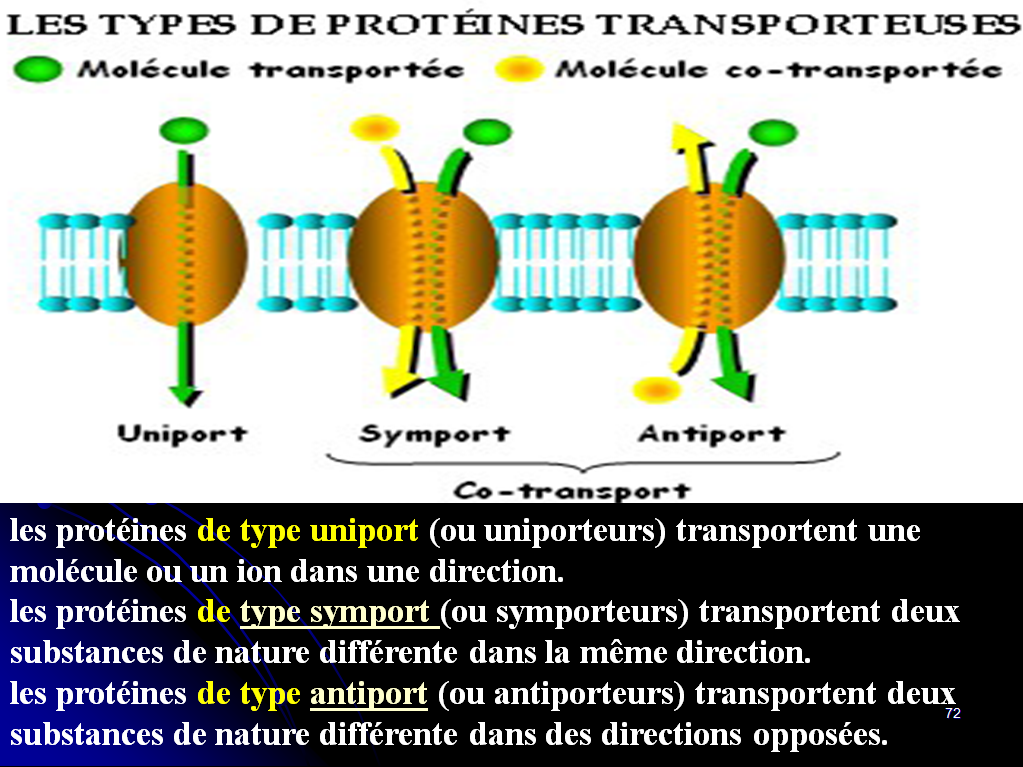 LES TYPES DE PROTÉINES TRANSPORTEUSES
Molécule transportée Molécule co-transportée
Uniport Symport Antiport
Co-transport
les protéines de type uniport (ou uniporteurs) transportent une
molécule ou un ion dans une direction.
les protéines de type symport (ou symporteurs) transportent deux
substances de nature différente dans la même direction.
les protéines de type antiport (ou antiporteurs) transportent deux
substances de nature différente dans des directions opposées.
72